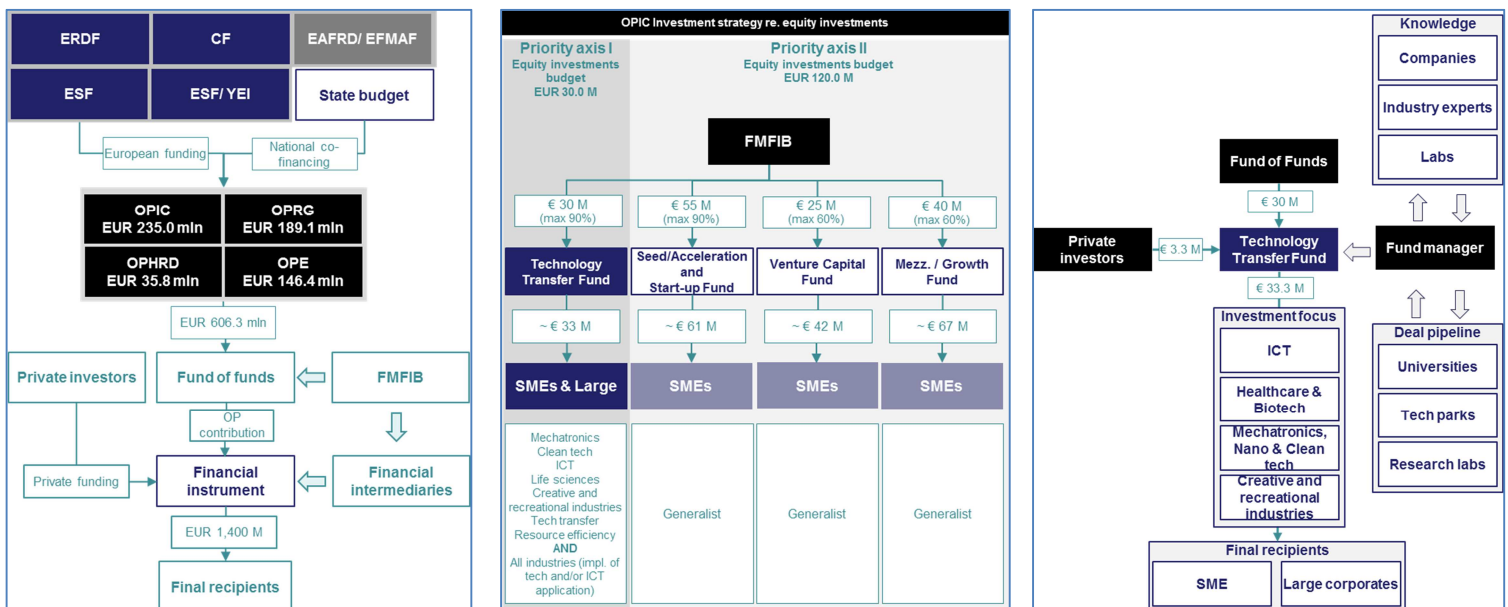 ERDF
CF
EAFRD/ EFMAF
ESF
ESF/ YEI
State budget
European funding
National co-
financing
OPIC
EUR 235.0 mln
OPRG
EUR 189.1 mln
OPHRD
EUR 35.8 mln
OPE
EUR 146.4 mln
EUR 606.3 mln
Private investors
Fund of funds
FMFIB
OP
contribution
Private funding
Financial
instrument
Financial
intermediaries
EUR 1,400 M
Final recipients
OPIC Investment strategy re. equity investments
Priority axis I
Equity investments
budget
EUR 30.0 M
Priority axis II
Equity investments budget
EUR 120.0 M
FMFIB
€ 30 M
(max 90%)
€ 55 M
(max 90%)
€ 25 M
(max 60%)
€ 40 M
(max 60%)
Technology
Transfer Fund
Seed/Acceleration
and
Start-up Fund
Venture Capital
Fund
Mezz. / Growth
Fund
~ € 33 M
~ € 61 M
~ € 42 M
~ € 67 M
SMEs & Large
SMEs
SMEs
SMEs
Mechatronics
Clean tech
ICT
Life sciences
Creative and
recreational industries
Tech transfer
Resource efficiency
AND
All industries (impl. of
tech and/or ICT
application)
Generalist
Generalist
Generalist
Knowledge
Companies
Industry experts
Labs
Fund of Funds
€ 30 M
Private
investors
€ 3.3 M
Technology
Transfer Fund
Fund manager
€ 33.3 M
Investment focus
ICT
Healthcare &
Biotech
Mechatronics,
Nano & Clean
tech
Creative and
recreational
industries
Deal pipeline
Universities
Tech parks
Research labs
Final recipients
SME
Large corporates